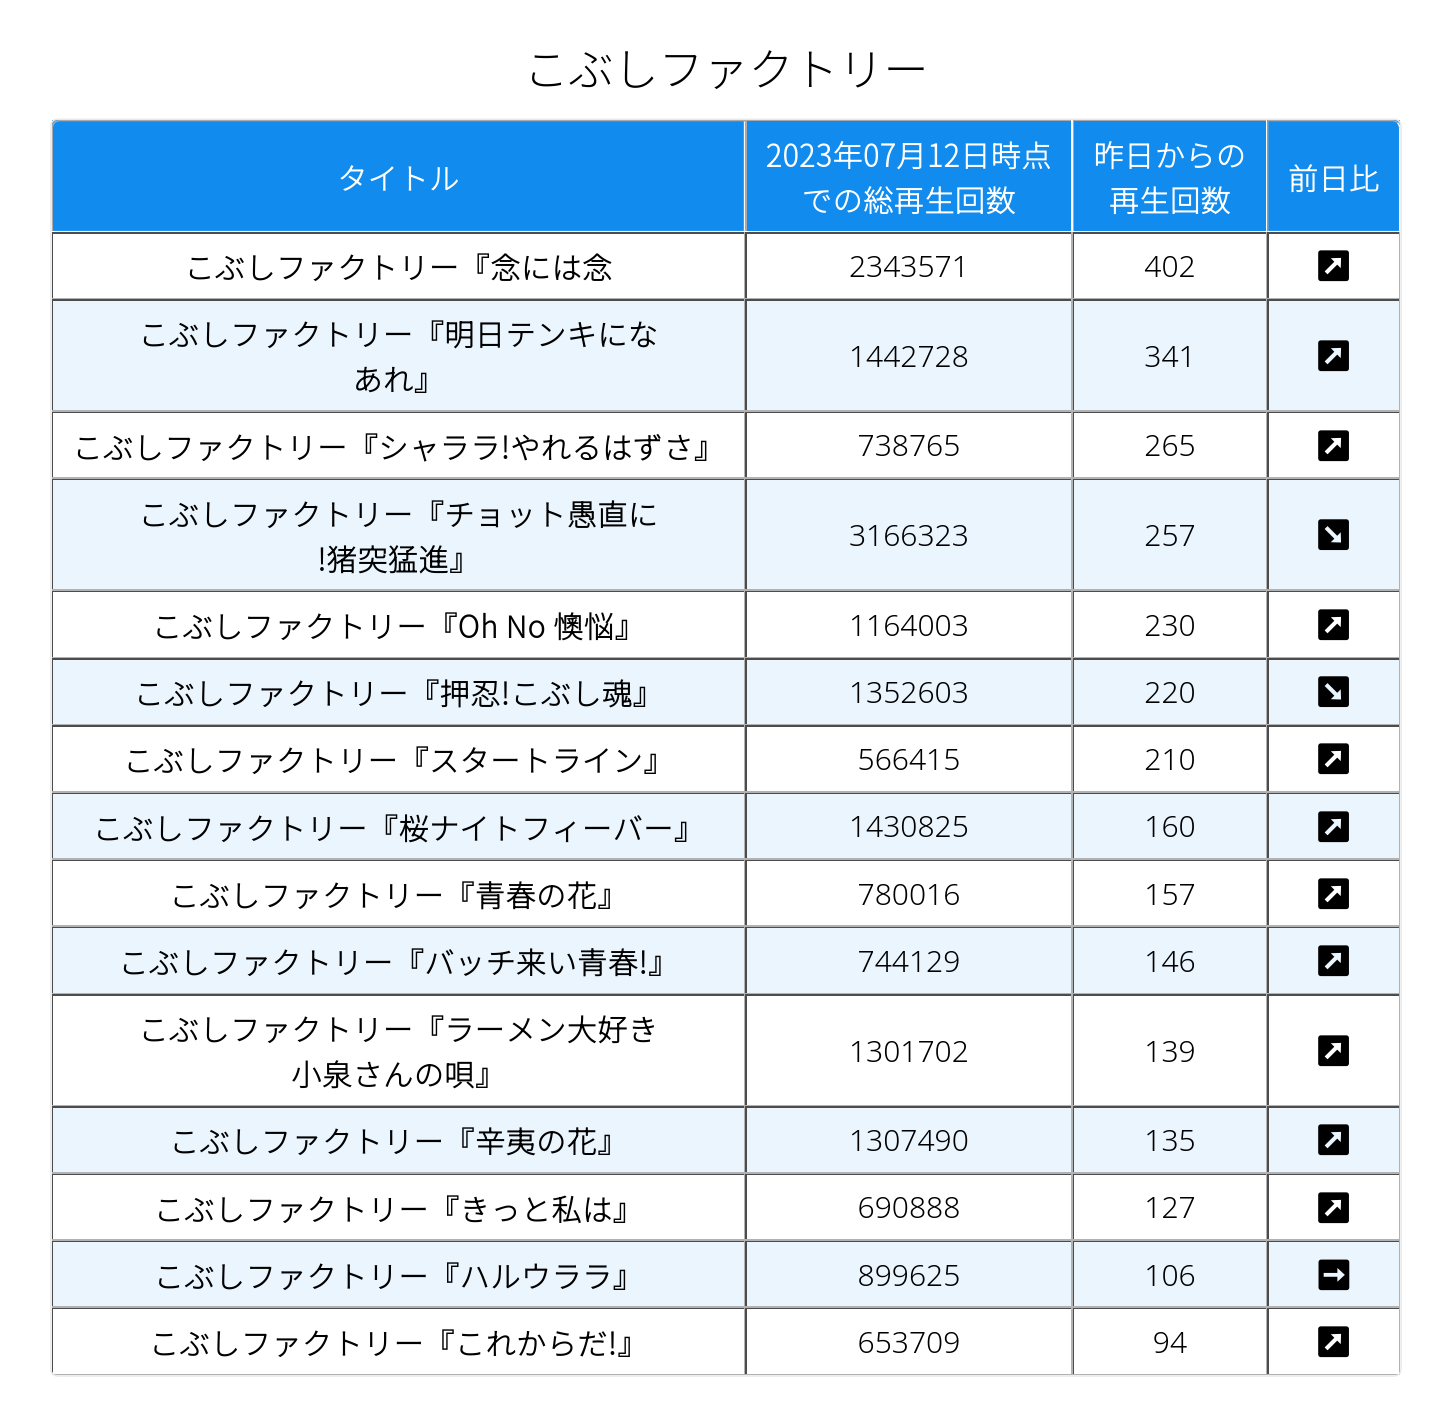 こぶしファクトリー
タイトル
2023年07月12日時点
での総再生回数
昨日からの
再生回数
前日比
こぶしファクトリー『念には念 2343571 402
こぶしファクトリー『明日テンキにな
あれ』 1442728 341
こぶしファクトリー『シャララ!やれるはずさ』 738765 265
こぶしファクトリー『チョット愚直に
!猪突猛進』 3166323 257
こぶしファクトリー『Oh No 懊悩』 1164003 230
こぶしファクトリー『押忍!こぶし魂』 1352603 220
こぶしファクトリー『スタートライン』 566415 210
こぶしファクトリー『桜ナイトフィーバー』 1430825 160
こぶしファクトリー『青春の花』 780016 157
こぶしファクトリー『バッチ来い青春!』 744129 146
こぶしファクトリー『ラーメン大好き
小泉さんの唄』 1301702 139
こぶしファクトリー『辛夷の花』 1307490 135
こぶしファクトリー『きっと私は』 690888 127
こぶしファクトリー『ハルウララ』 899625 106
こぶしファクトリー『これからだ!』 653709 94